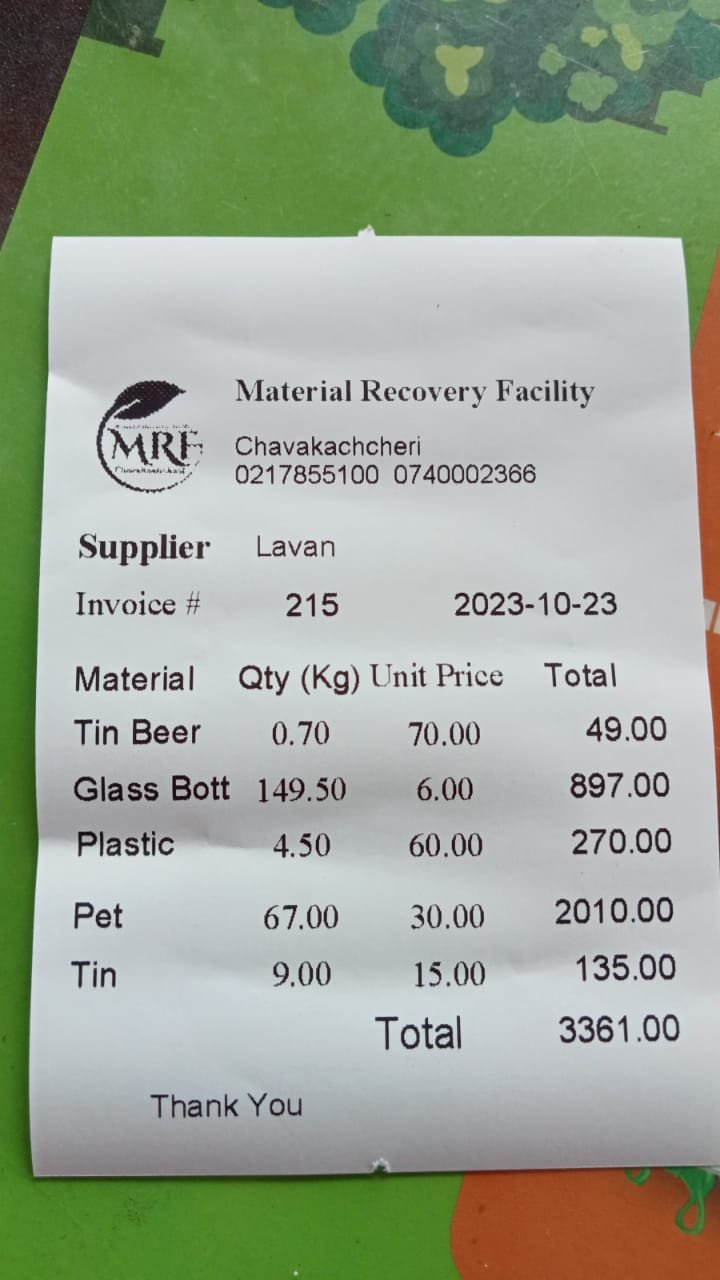 Material Recovery Facility
MRF
Chavakachcheri
0217855100 0740002366
Supplier Lavan
Invoice # 215 2023-10-23
Material Qty (Kg) Unit Price Total
Tin Beer 0.70 70.00 49.00
Glass Bott 149.50 6.00 897.00
Plastic 4.50 60.00 270.00
Pet 67.00 30.00 2010.00
Tin 9.00 15.00 135.00
Total 3361.00
Thank You